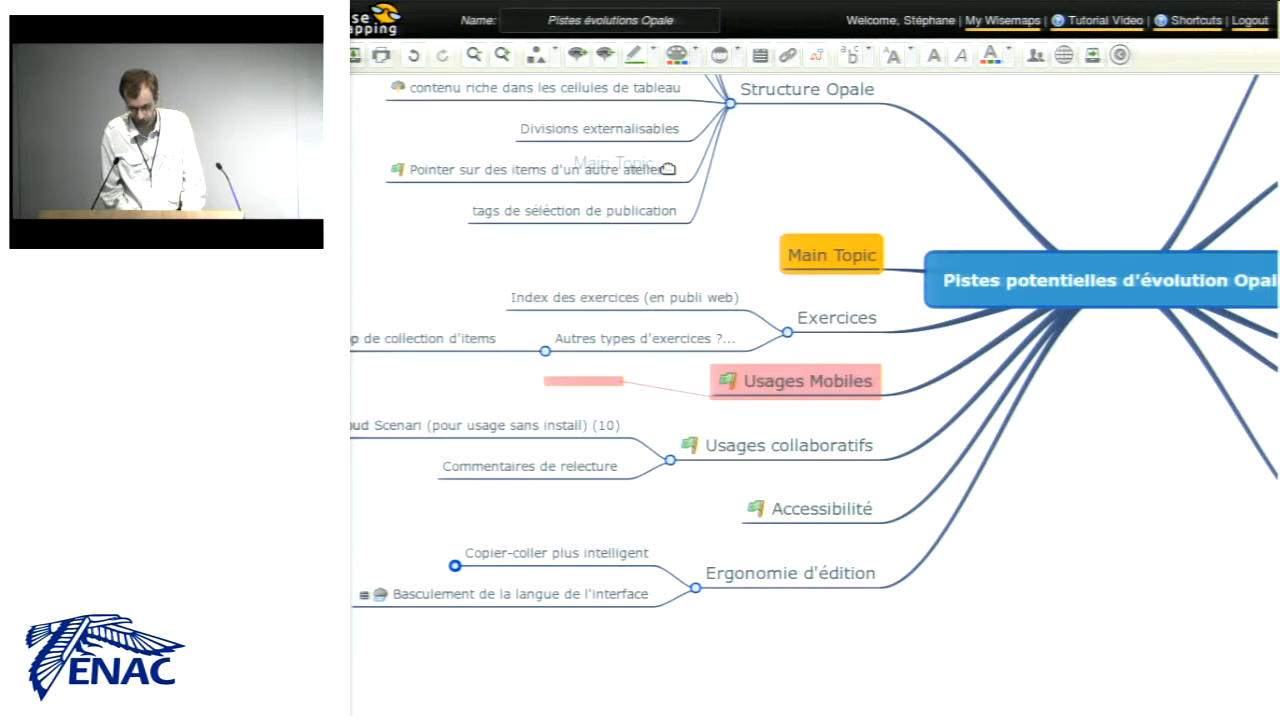 Name: Pistes évolutions Opale
Welcome, Stéphane | My Wisemaps | Tutorial Video | Shortcuts | Logout
contenu riche dans les cellules de tableau
Structure Opale
Divisions externalisables
Main Topic
Pointer sur des items d'un autre atelier
tags de séléction de publication
Main Topic
Pistes potentielles d'évolution Opal
Index des exercices (en publi web)
Exercices
de collection d'items
Autres types d'exercices ?...
Usages Mobiles
Scenari (pour usage sans install) (10)
Usages collaboratifs
Commentaires de relecture
Accessibilité
Copier-coller plus intelligent
Ergonomie d'édition
Basculement de la langue de l'interface
ENAC